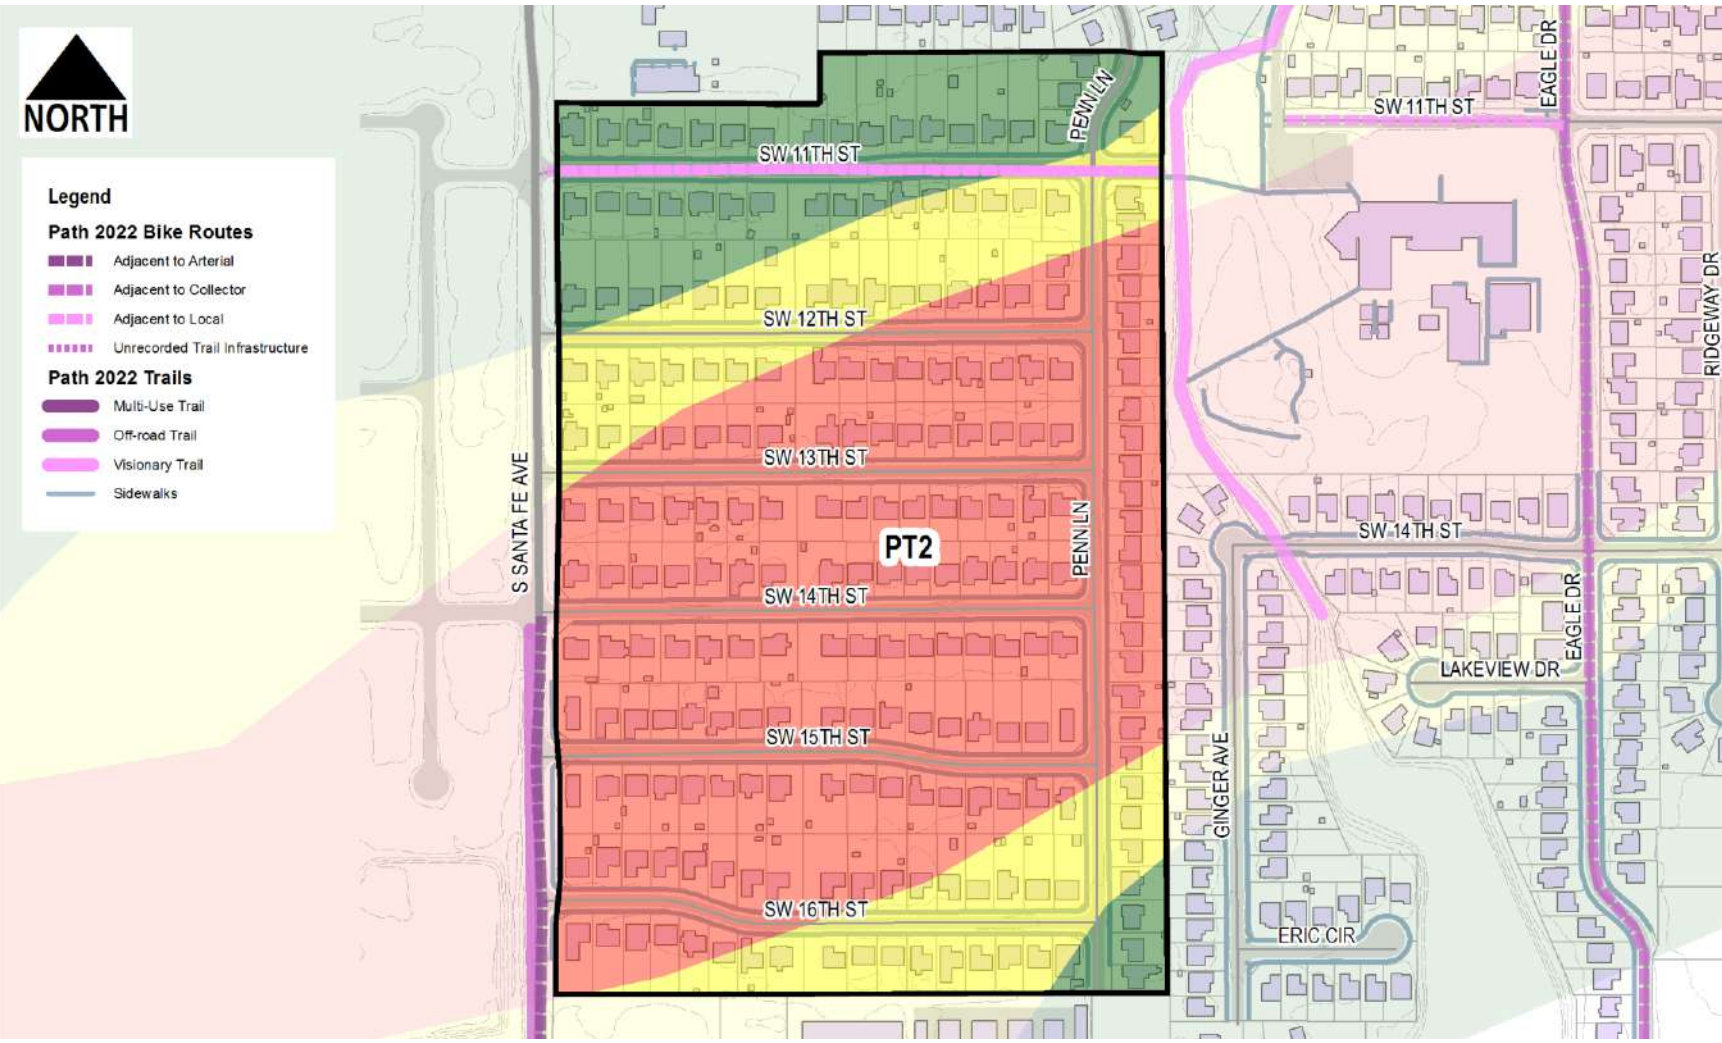 NORTH
Legend
Path 2022 Bike Routes
Adjacent to Arterial
Adjacent to Collector
Adjacent to Local
Unrecorded Trail Infrastructure
Path 2022 Trails
Multi-Use Trail
Off-road Trail
Visionary Trail
Sidewalks
S SANTA FE AVE
PENN LN
SW 11TH ST
SW 12TH ST
SW 13TH ST
PT2
PENN LN
SW 14TH ST
SW 15TH ST
SW 16TH ST
EAGLE DR
SW 11TH ST
RIDGEWAY DR
SW 14TH ST
EAGLE DR
LAKEVIEW DR
GINGER AVE
ERIC CIR